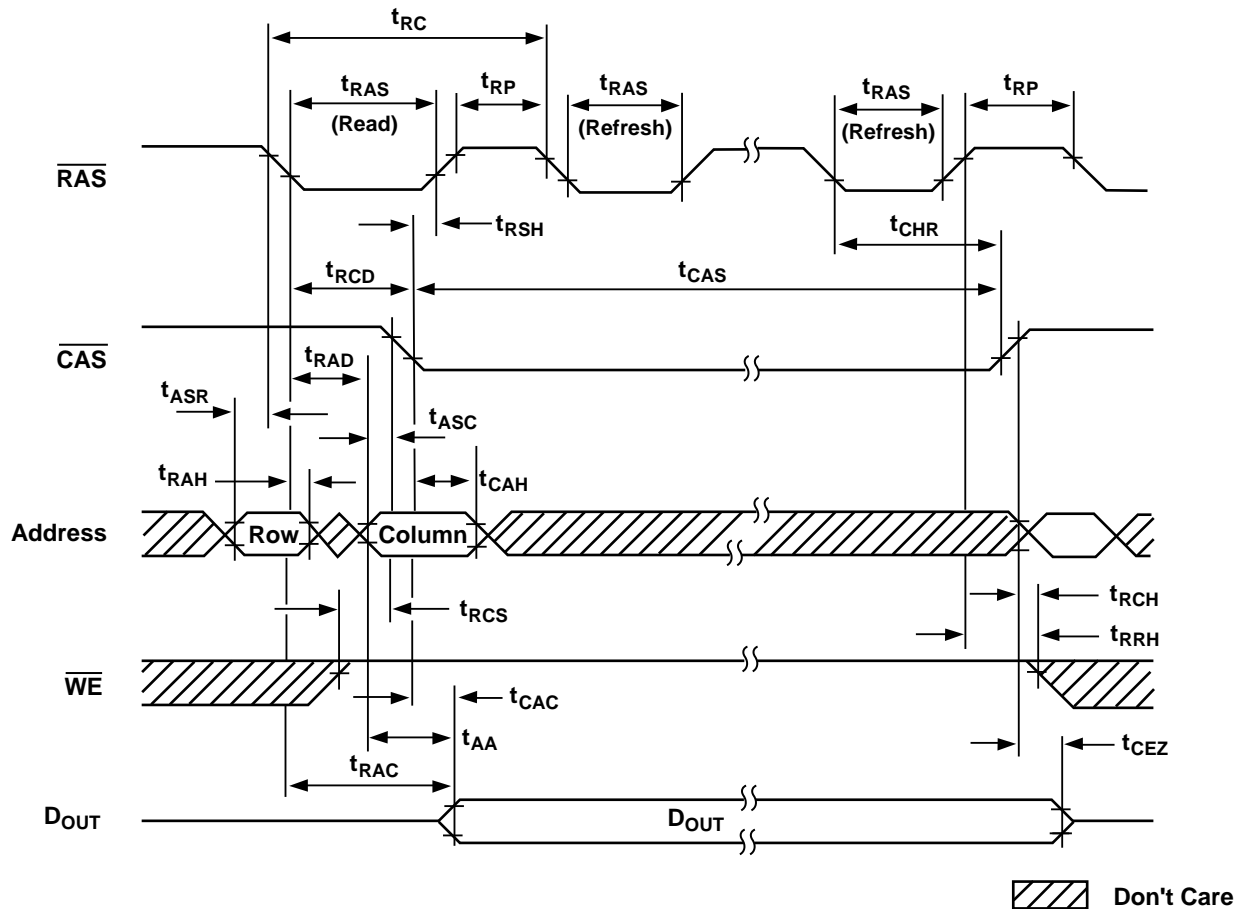 tRC
tRAS
(Read)
tRP
tRAS
(Refresh)
tRAS
(Refresh)
tRP
RAS
tRSH
tCHR
tRCD
tCAS
CAS
tRAD
tASR
tASC
tRAH
tCAH
Address
Row
Column
tRCS
tRCH
tRRH
WE
tCAC
tAA
tCEZ
tRAC
DOUT
DOUT
Don't Care